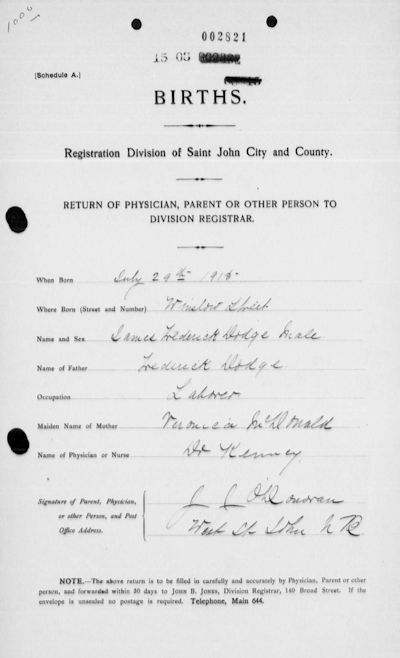 1000
002821
15 08
[Schedule A.]
BIRTHS.
Registration Division of Saint John City and County.
RETURN OF PHYSICIAN, PARENT OR OTHER PERSON TO
DIVISION REGISTRAR.
When Born July 29th 1915
Where Born (Street and Number) Winslow Street
Name and Sex James Frederick Dodge Male
Name of Father Frederick Dodge
Occupation Laborer
Maiden Name of Mother Veronica McDonald
Name of Physician or Nurse Dr Kenney
Signature of Parent, Physician, J J O'Donovan
or other Person, and Post
Office Address. West St John N B
NOTE.—The above return is to be filled in carefully and accurately by Physician, Parent or other
person, and forwarded within 30 days to JOHN B. JONES, Division Registrar, 140 Broad Street. If the
envelope is unsealed no postage is required. Telephone, Main 644.